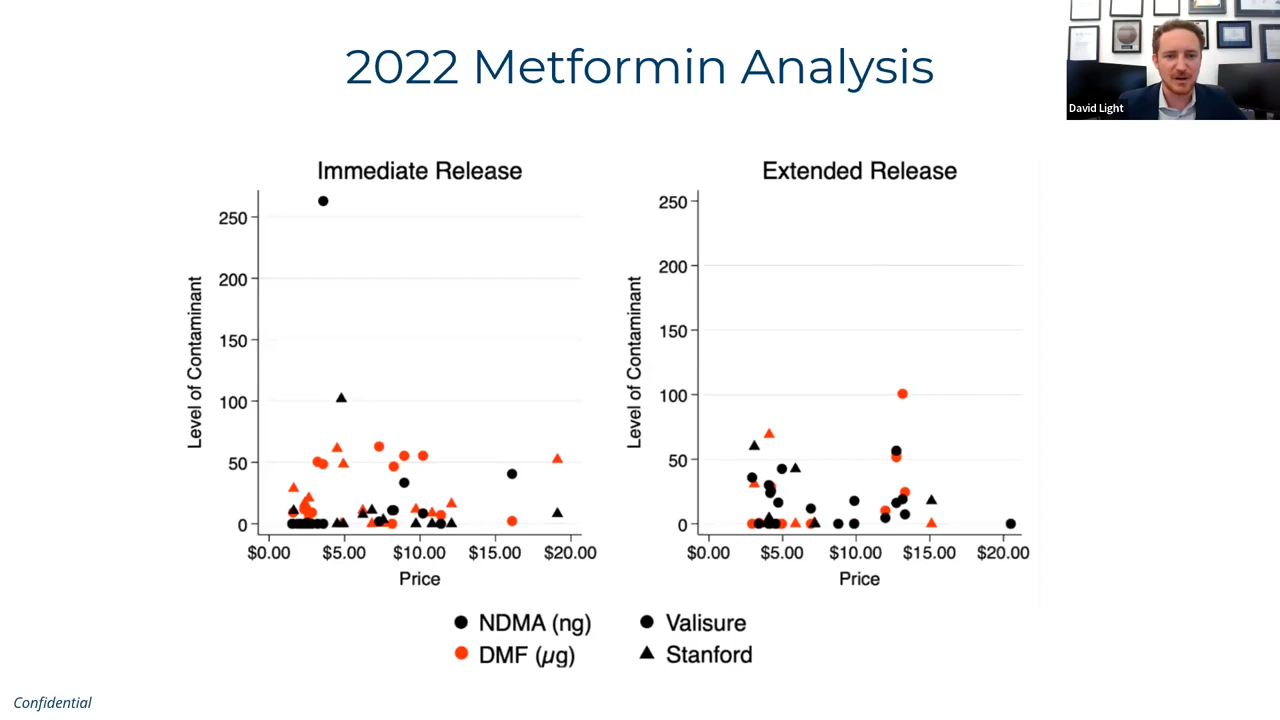 2022 Metformin Analysis
David Light
Immediate Release
Level of Contaminant
250
200
150
100
50
0
$0.00 $5.00 $10.00 $15.00 $20.00
Price
Extended Release
Level of Contaminant
250
200
150
100
50
0
$0.00 $5.00 $10.00 $15.00 $20.00
Price
NDMA (ng) Valisure
DMF (µg) Stanford
Confidential